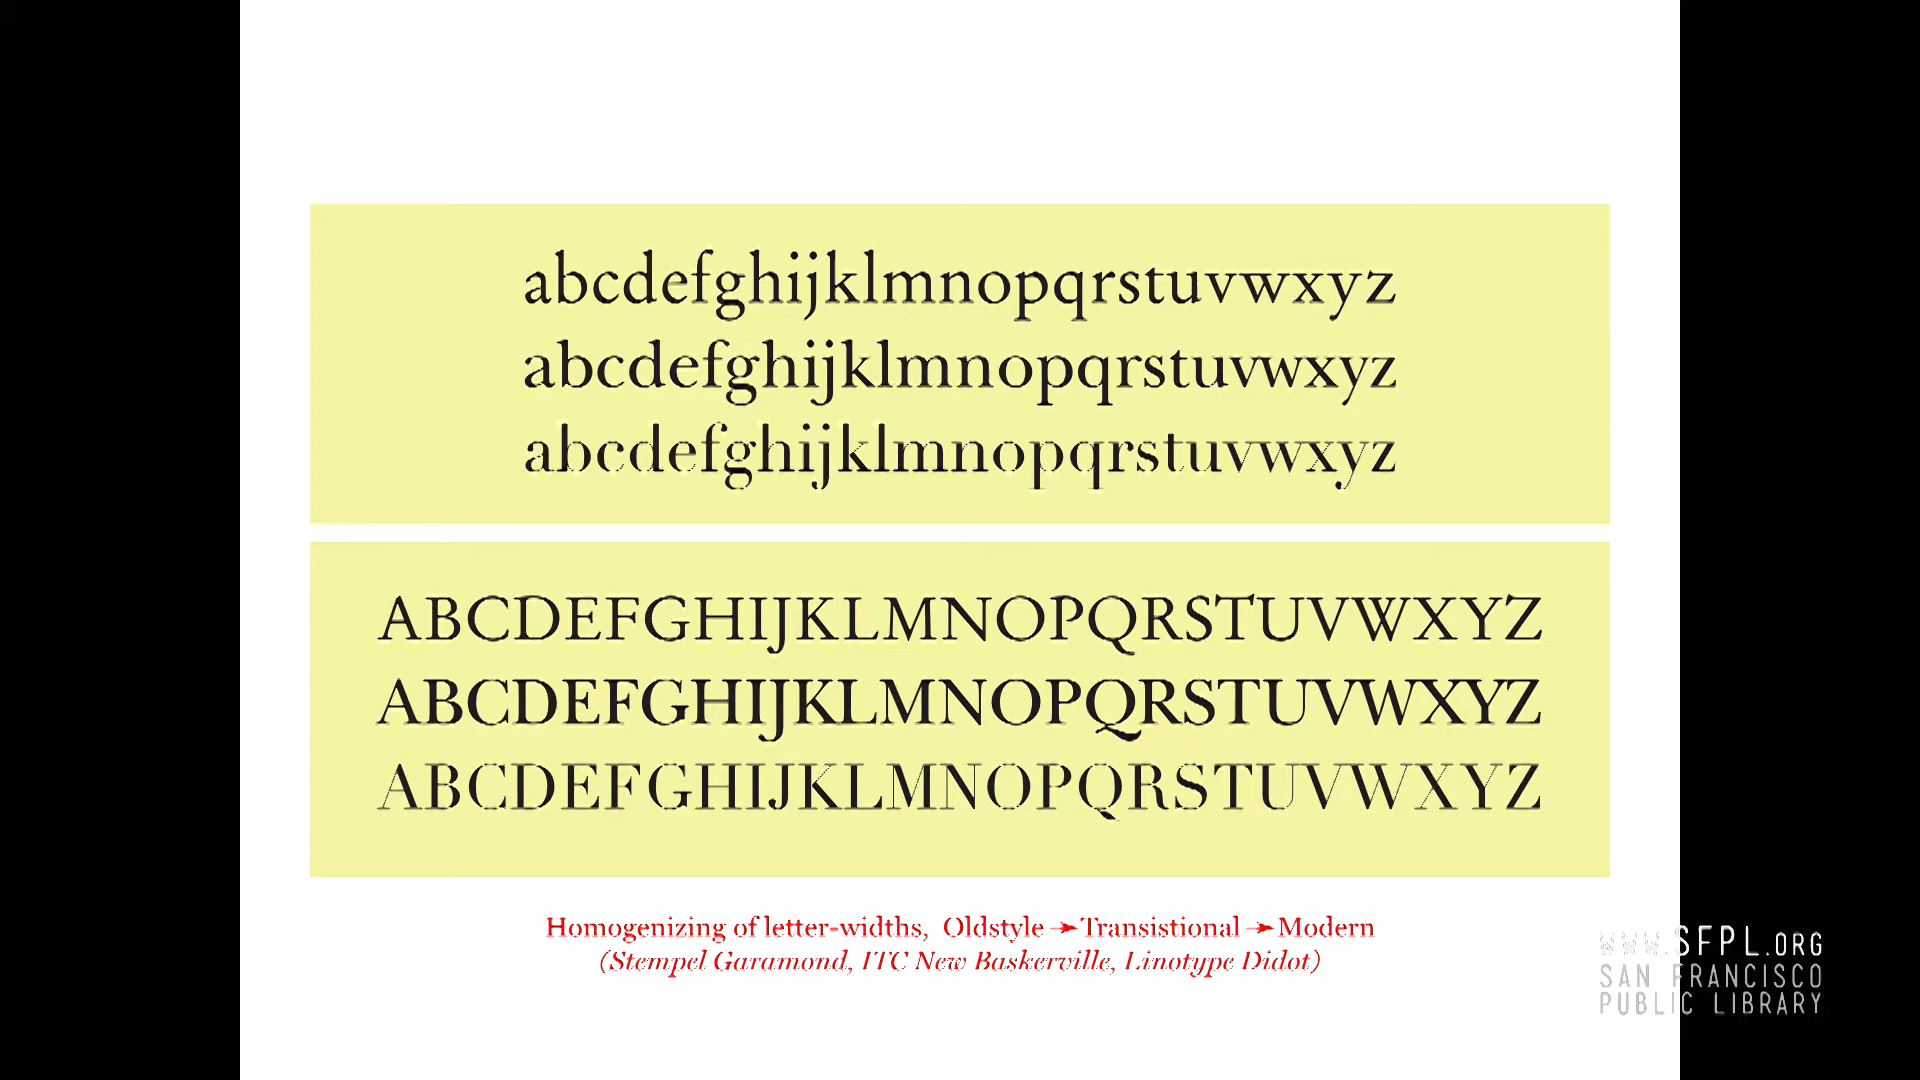 abcdefghijklmnopqrstuvwxyz
abcdefghijklmnopqrstuvwxyz
abcdefghijklmnopqrstuvwxyz
ABCDEFGHIJKLMNOPQRSTUVWXYZ
ABCDEFGHIJKLMNOPQRSTUVWXYZ
ABCDEFGHIJKLMNOPQRSTUVWXYZ
Homogenizing of letter-widths, Oldstyle ➛ Transistional ➛ Modern
(Stempel Garamond, ITC New Baskerville, Linotype Didot)
WWW.SFPL.ORG
SAN FRANCISCO
PUBLIC LIBRARY